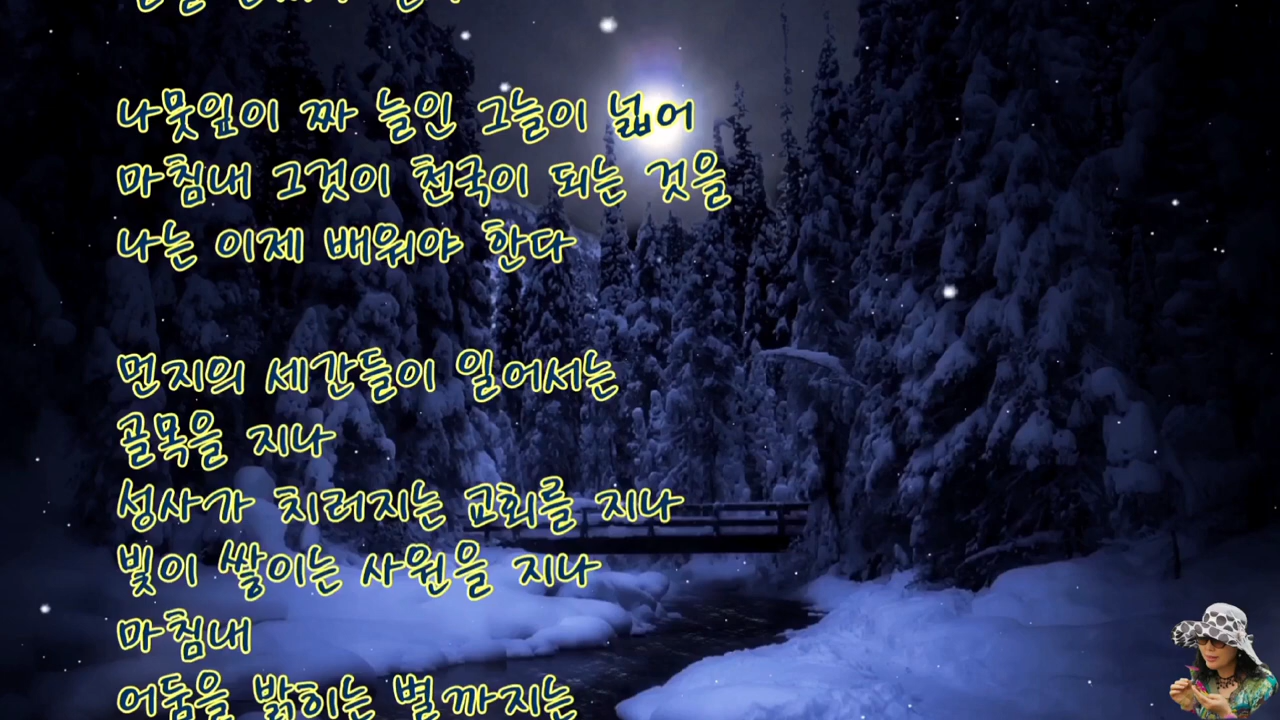 나뭇잎이 짜 늘인 그늘이 넓어
마침내 그것이 천국이 되는 것을
나는 이제 배워야 한다
먼지의 세간들이 일어서는
골목을 지나
성사가 치러지는 교회를 지나
빛이 쌓이는 사원을 지나
마침내
어둠을 밝히는 별까지는